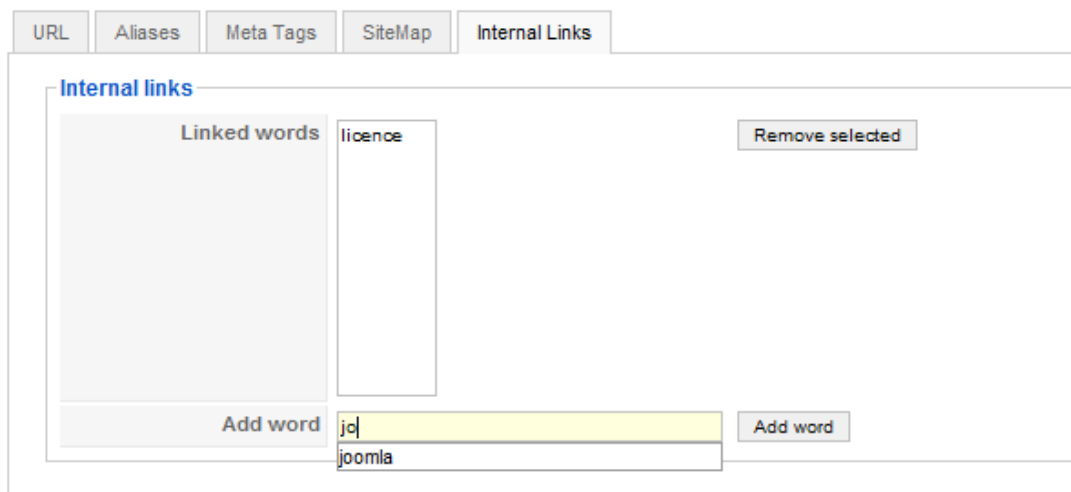 URL Aliases Meta Tags SiteMap Internal Links
Internal links
Linked words licence Remove selected
Add word jo Add word
joomla